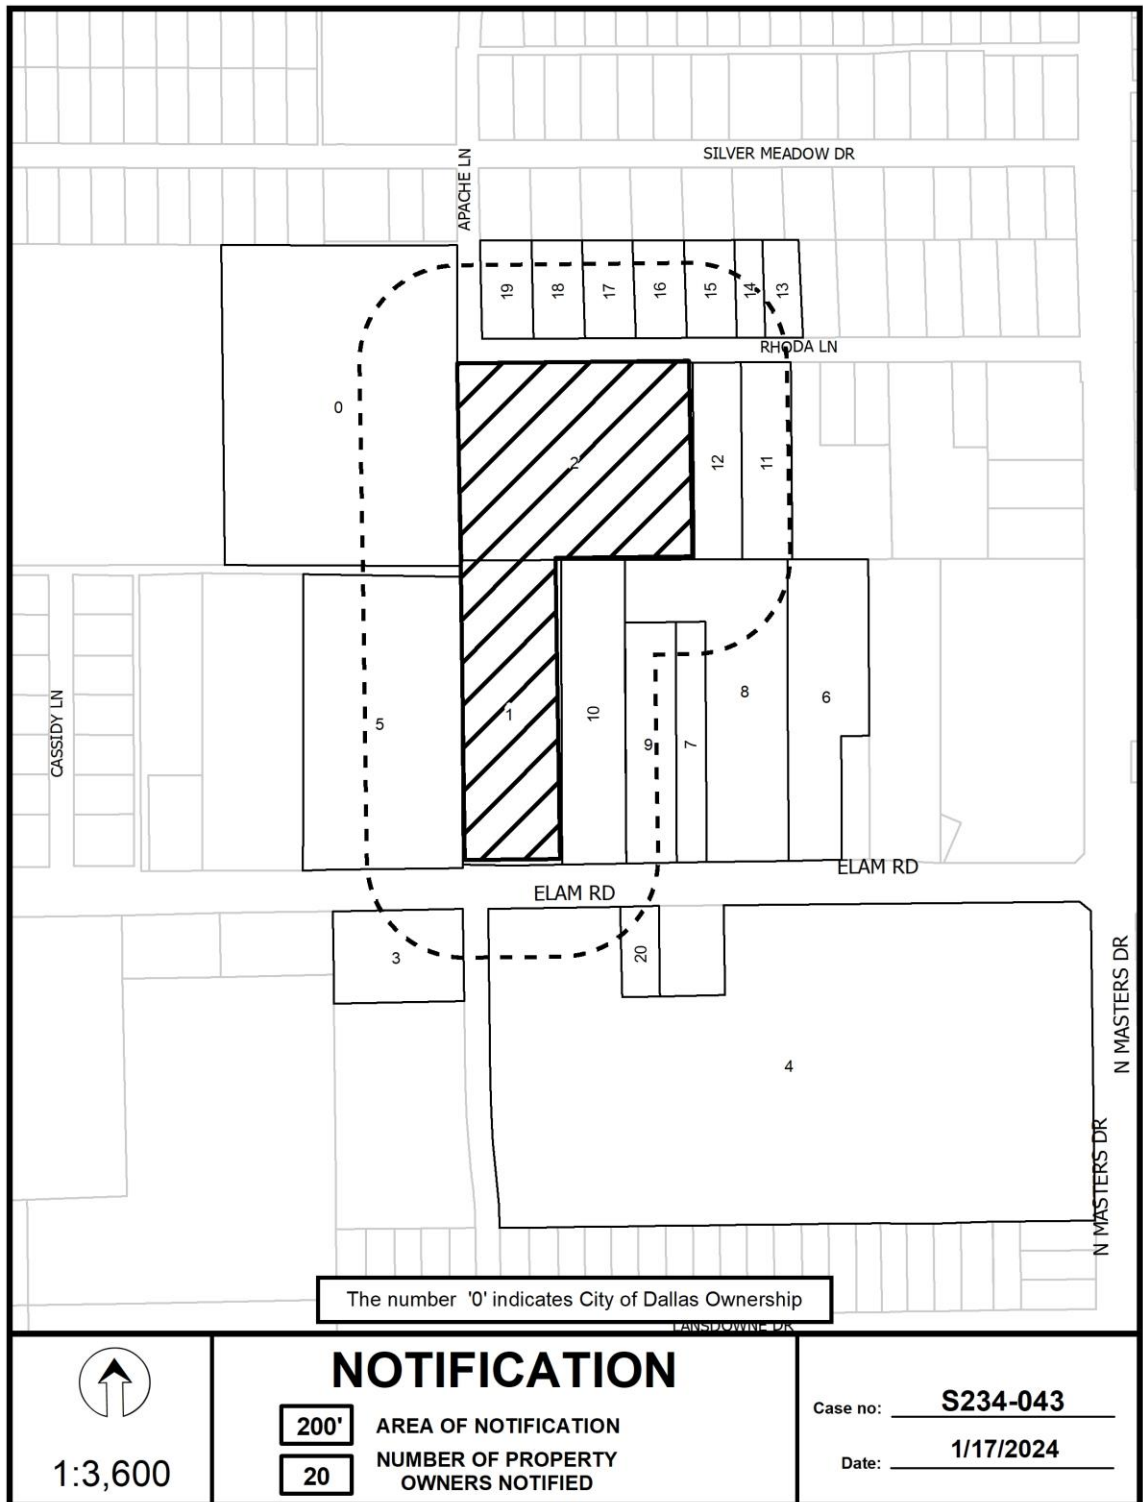 SILVER MEADOW DR
APACHE LN
19
18
17
16
15
14
13
RHODA LN
0
2
12
11
CASSIDY LN
5
1
10
9
7
8
6
ELAM RD
ELAM RD
3
20
4
N MASTERS DR
N MASTERS DR
The number '0' indicates City of Dallas Ownership
LANSDOWNE DR
1:3,600
NOTIFICATION
200' AREA OF NOTIFICATION
20 NUMBER OF PROPERTY
OWNERS NOTIFIED
Case no: S234-043
Date: 1/17/2024